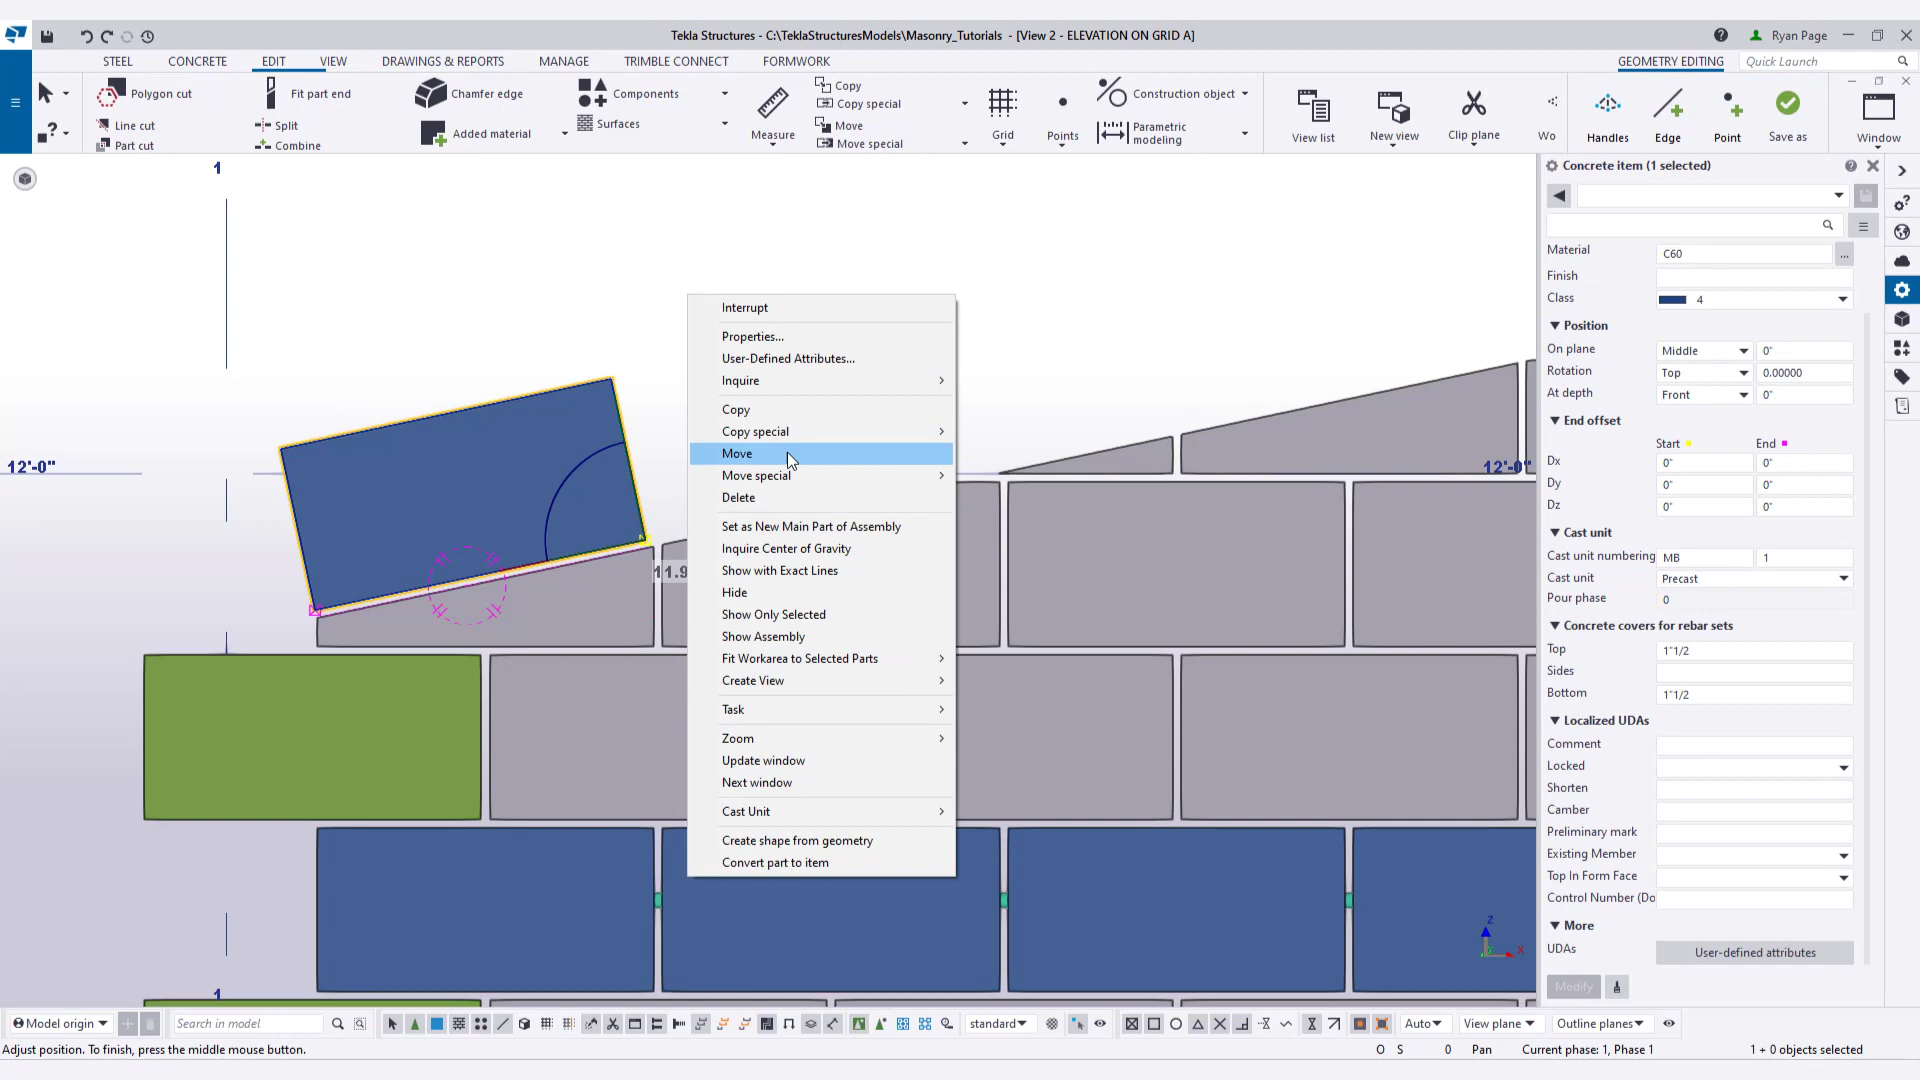 Tekla Structures - C:\TeklaStructuresModels\Masonry_Tutorials - [View 2 - ELEVATION ON GRID A]
Ryan Page
STEEL CONCRETE EDIT VIEW DRAWINGS & REPORTS MANAGE TRIMBLE CONNECT FORMWORK GEOMETRY EDITING Quick Launch
Polygon cut
Line cut
Part cut
Fit part end
Split
Combine
Chamfer edge
Added material
Components
Surfaces
Measure
Copy
Copy special
Move
Move special
Grid
Points
Construction object
Parametric modeling
View list
New view
Clip plane
Wo
Handles
Edge
Point
Save as
Window
1
12'-0"
11.9
12'-0"
1
Z
X
Interrupt
Properties...
User-Defined Attributes...
Inquire
Copy
Copy special
Move
Move special
Delete
Set as New Main Part of Assembly
Inquire Center of Gravity
Show with Exact Lines
Hide
Show Only Selected
Show Assembly
Fit Workarea to Selected Parts
Create View
Task
Zoom
Update window
Next window
Cast Unit
Create shape from geometry
Convert part to item
Concrete item (1 selected)
Material C60 ...
Finish
Class 4
Position
On plane Middle 0"
Rotation Top 0.00000
At depth Front 0"
End offset
Start End
Dx 0" 0"
Dy 0" 0"
Dz 0" 0"
Cast unit
Cast unit numbering MB 1
Cast unit Precast
Pour phase 0
Concrete covers for rebar sets
Top 1"1/2
Sides
Bottom 1"1/2
Localized UDAs
Comment
Locked
Shorten
Camber
Preliminary mark
Existing Member
Top In Form Face
Control Number (Do
More
UDAs User-defined attributes
Modify
Model origin Search in model standard Auto View plane Outline planes
Adjust position. To finish, press the middle mouse button. O S 0 Pan Current phase: 1, Phase 1 1 + 0 objects selected